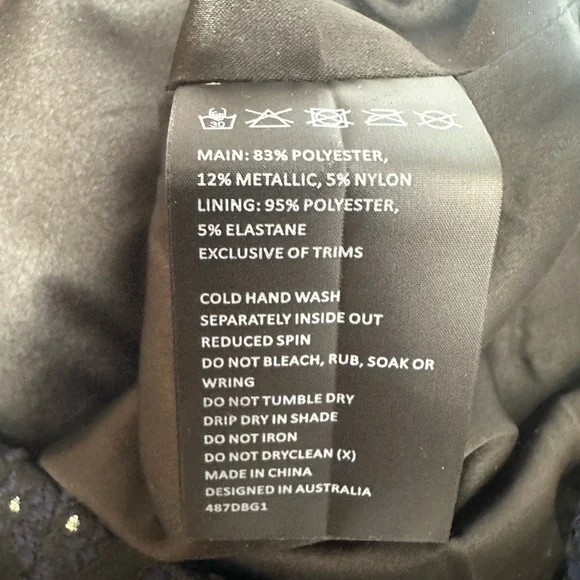 30
MAIN: 83% POLYESTER,
12% METALLIC, 5% NYLON
LINING: 95% POLYESTER,
5% ELASTANE
EXCLUSIVE OF TRIMS
COLD HAND WASH
SEPARATELY INSIDE OUT
REDUCED SPIN
DO NOT BLEACH, RUB, SOAK OR
WRING
DO NOT TUMBLE DRY
DRIP DRY IN SHADE
DO NOT IRON
DO NOT DRYCLEAN (X)
MADE IN CHINA
DESIGNED IN AUSTRALIA
487DBG1